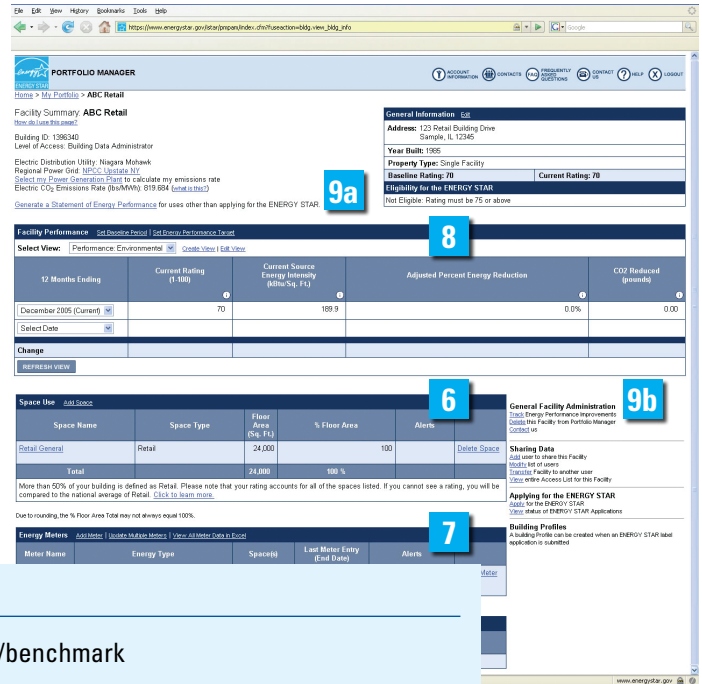 File Edit View History Bookmarks Tools Help
https://www.energystar.gov/istar/pmpam/index.cfm?fuseaction=bldg.view_bldg_info
Google
PORTFOLIO MANAGER
ENERGY STAR
ACCOUNT INFORMATION CONTACTS FAQ FREQUENTLY ASKED QUESTIONS CONTACT US HELP LOGOUT
Home > My Portfolio > ABC Retail
Facility Summary: ABC Retail
How do I use this page?
Building ID: 1396340
Level of Access: Building Data Administrator
Electric Distribution Utility: Niagara Mohawk
Regional Power Grid: NPCC Upstate NY
Select my Power Generation Plant to calculate my emissions rate
Electric CO2 Emissions Rate (lbs/MWh): 819.684 (what is this?)
Generate a Statement of Energy Performance for uses other than applying for the ENERGY STAR.
9a
General Information Edit
Address: 123 Retail Building Drive
Sample, IL 12345
Year Built: 1985
Property Type: Single Facility
Baseline Rating: 70 Current Rating: 70
Eligibility for the ENERGY STAR
Not Eligible: Rating must be 75 or above
8
Facility Performance Set Baseline Period | Set Energy Performance Target
Select View: Performance: Environmental Create View | Edit View
12 Months Ending Current Rating (1-100) Current Source Energy Intensity (kBtu/Sq. Ft.) Adjusted Percent Energy Reduction CO2 Reduced (pounds)
December 2005 (Current) 70 189.9 0.0% 0.00
Select Date
Change
REFRESH VIEW
6
Space Use Add Space
Space Name Space Type Floor Area (Sq. Ft.) % Floor Area Alerts
Retail General Retail 24,000 100 Delete Space
Total 24,000 100 %
More than 50% of your building is defined as Retail. Please note that your rating accounts for all of the spaces listed. If you cannot see a rating, you will be
compared to the national average of Retail. Click to learn more.
Due to rounding, the % Floor Area Total may not always equal 100%.
7
Energy Meters Add Meter | Update Multiple Meters | View All Meter Data in Excel
Meter Name Energy Type Space(s) Last Meter Entry (End Date) Alerts
Meter
9b
General Facility Administration
Track Energy Performance Improvements
Delete this Facility from Portfolio Manager
Contact us
Sharing Data
Add user to share this Facility
Modify list of users
Transfer Facility to another user
View entire Access List for this Facility
Applying for the ENERGY STAR
Apply for the ENERGY STAR
View status of ENERGY STAR Applications
Building Profiles
A building Profile can be created when an ENERGY STAR label
application is submitted
/benchmark
www.energystar.gov